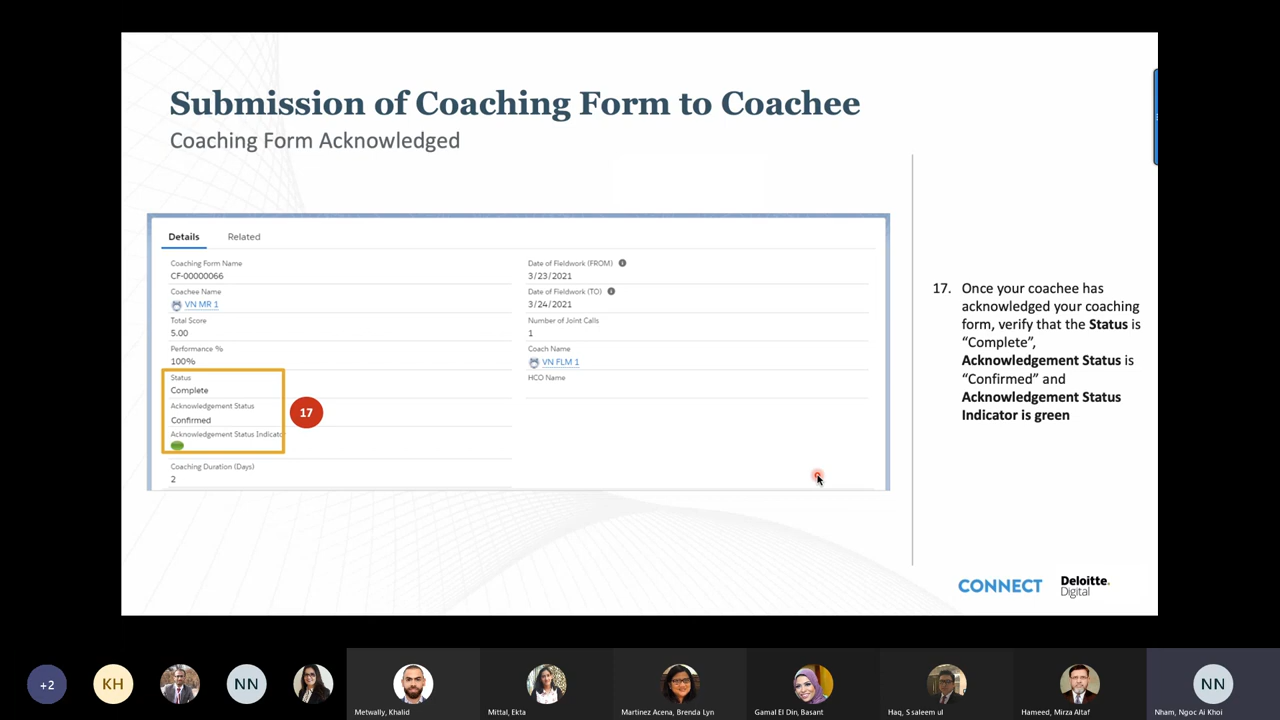 Submission of Coaching Form to Coachee
Coaching Form Acknowledged
Details
Related
Coaching Form Name
CF-00000066
Coachee Name
VN MR 1
Total Score
5.00
Performance %
100%
Status
Complete
Acknowledgement Status
Confirmed
Acknowledgement Status Indicator
Coaching Duration (Days)
2
Date of Fieldwork (FROM)
3/23/2021
Date of Fieldwork (TO)
3/24/2021
Number of Joint Calls
1
Coach Name
VN FLM 1
HCO Name
17
17. Once your coachee has
acknowledged your coaching
form, verify that the Status is
“Complete”,
Acknowledgement Status is
“Confirmed” and
Acknowledgement Status
Indicator is green
CONNECT
Deloitte.
Digital
+2
KH
NN
Metwally, Khalid
Mittal, Ekta
Martinez Acena, Brenda Lyn
Gamal El Din, Basant
Haq, S saleem ul
Hameed, Mirza Altaf
NN
Nham, Ngoc Ai Khoi